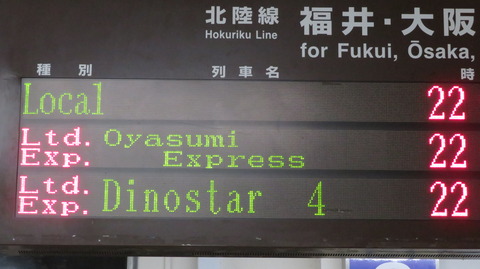 北陸線 福井・大阪
Hokuriku Line for Fukui, Ōsaka,
種別 列車名 時
Local 22
Ltd. Exp. Oyasumi Express 22
Ltd. Exp. Dinostar 4 22